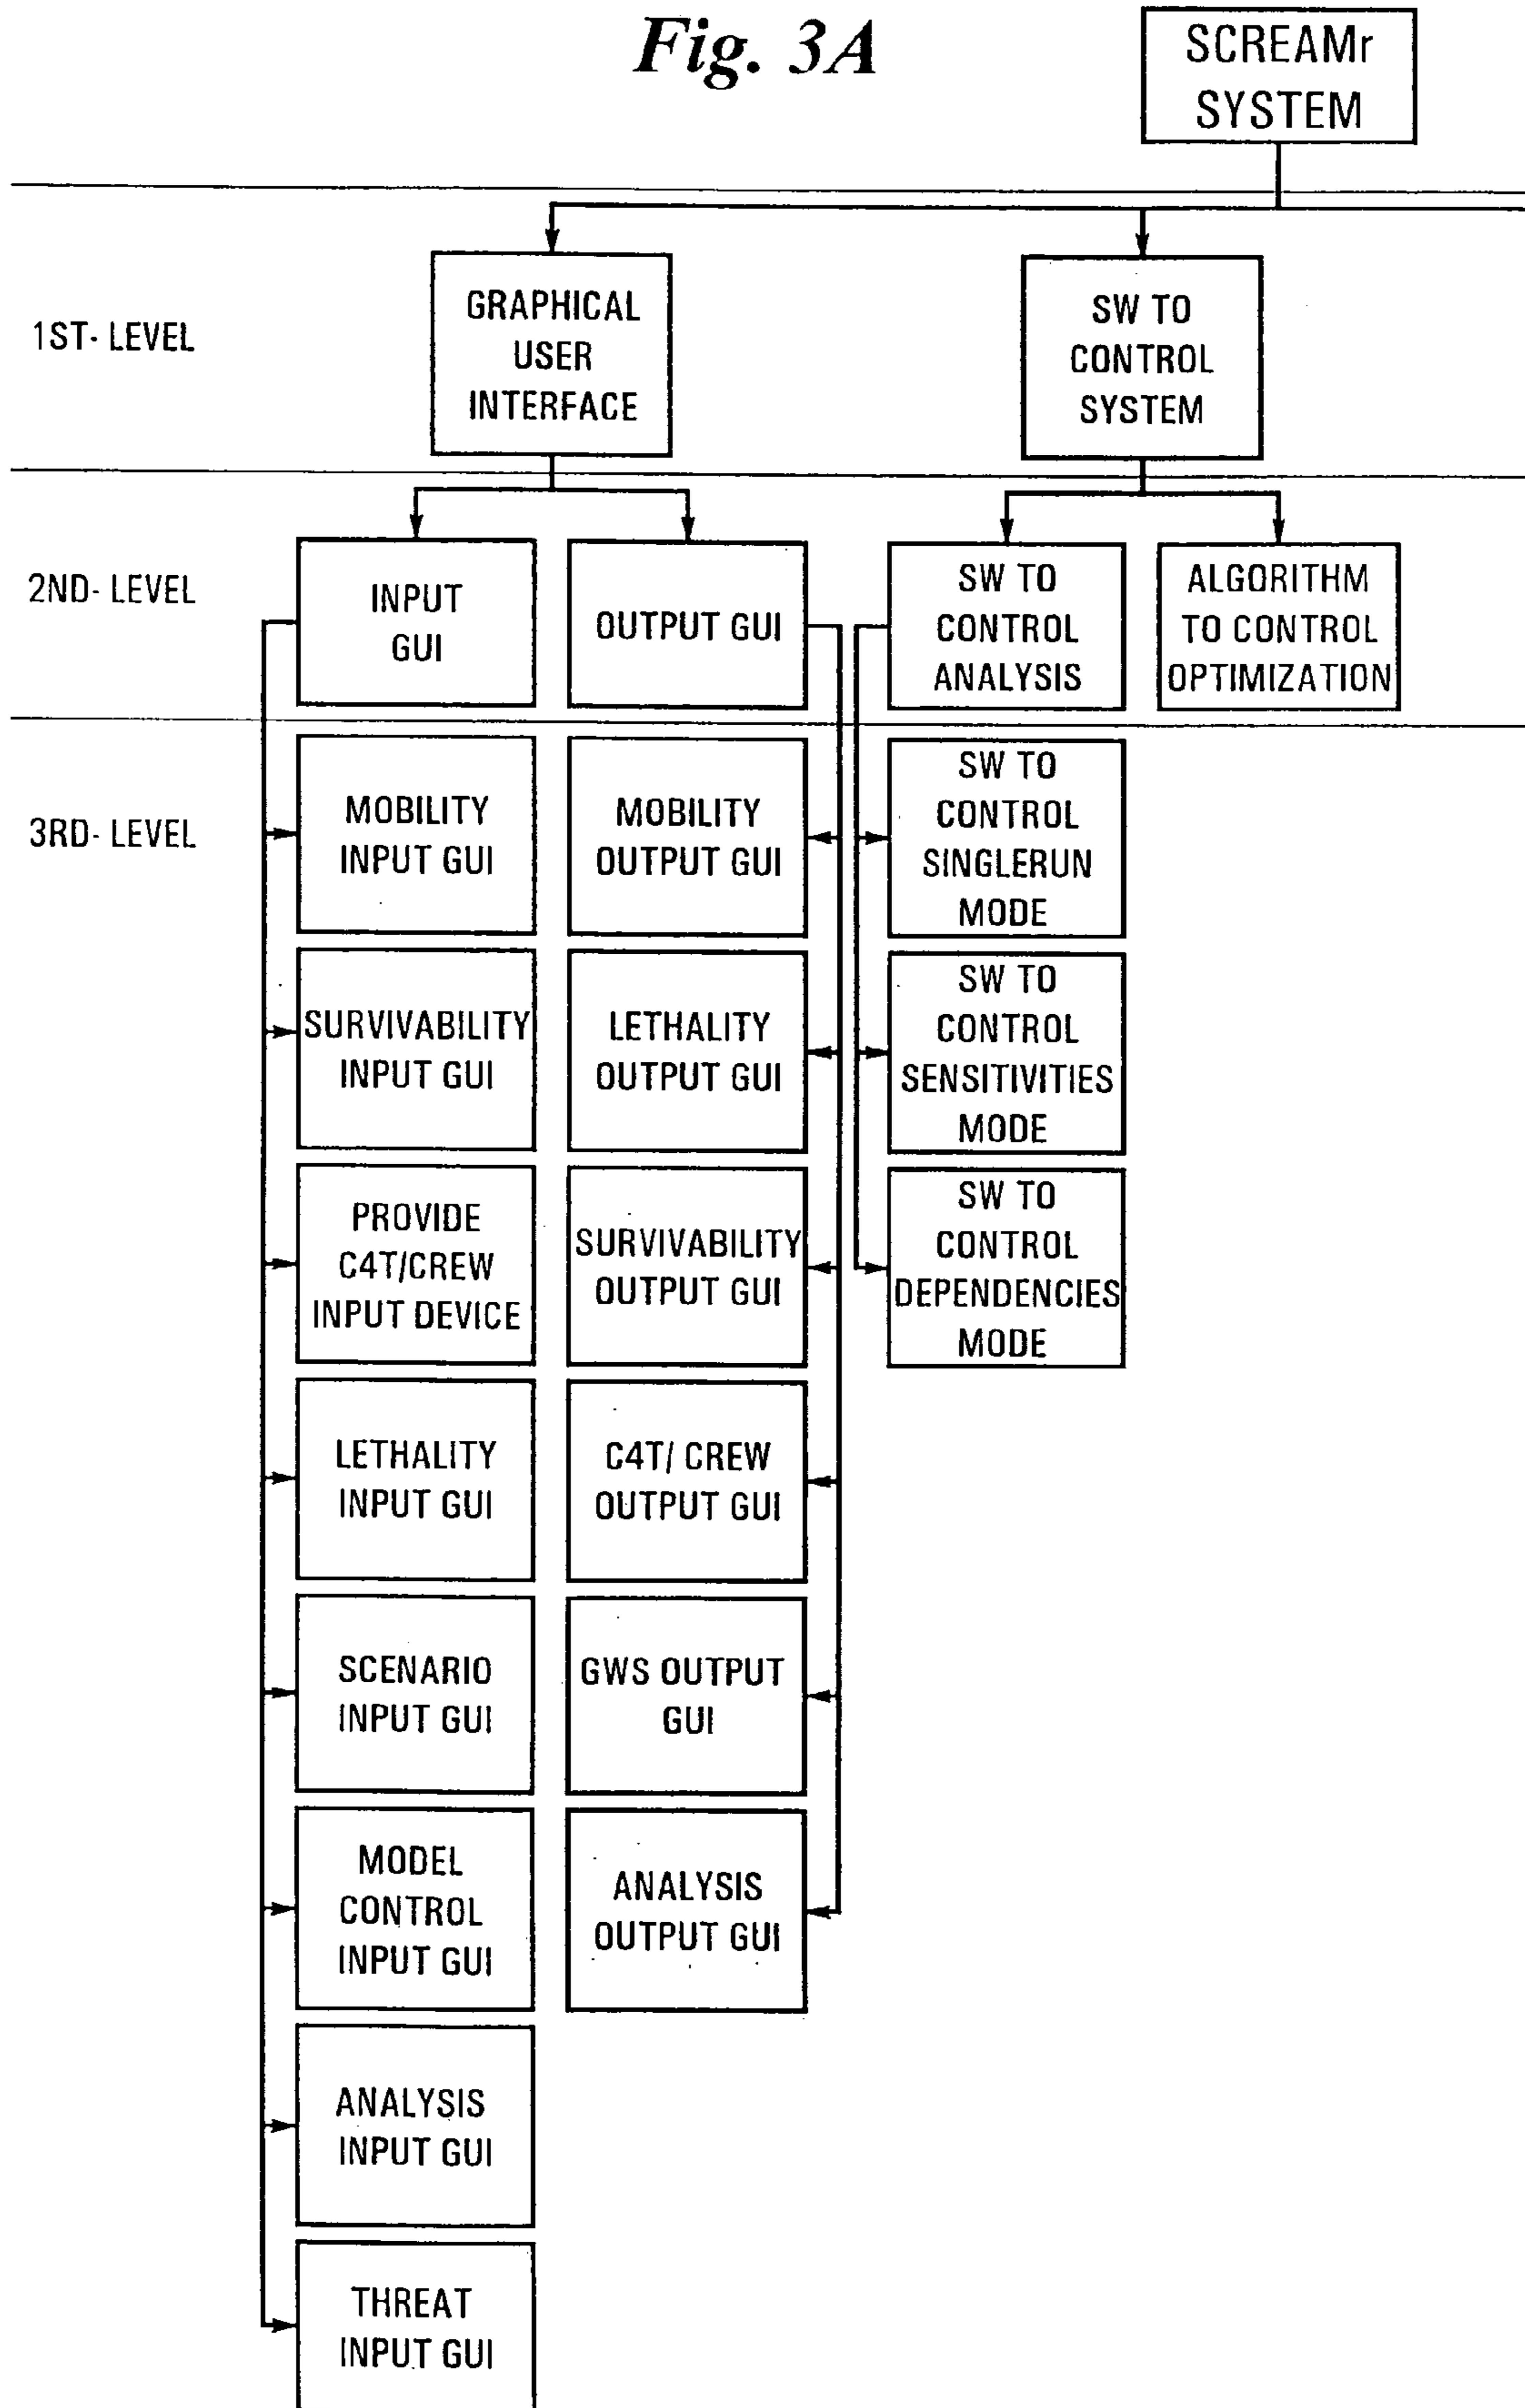 Fig. 3A
SCREAMr
SYSTEM
1ST- LEVEL
GRAPHICAL
USER
INTERFACE
SW TO
CONTROL
SYSTEM
2ND- LEVEL
INPUT
GUI
OUTPUT GUI
SW TO
CONTROL
ANALYSIS
ALGORITHM
TO CONTROL
OPTIMIZATION
3RD- LEVEL
MOBILITY
INPUT GUI
MOBILITY
OUTPUT GUI
SW TO
CONTROL
SINGLERUN
MODE
SURVIVABILITY
INPUT GUI
LETHALITY
OUTPUT GUI
SW TO
CONTROL
SENSITIVITIES
MODE
PROVIDE
C4T/CREW
INPUT DEVICE
SURVIVABILITY
OUTPUT GUI
SW TO
CONTROL
DEPENDENCIES
MODE
LETHALITY
INPUT GUI
C4T/ CREW
OUTPUT GUI
SCENARIO
INPUT GUI
GWS OUTPUT
GUI
MODEL
CONTROL
INPUT GUI
ANALYSIS
OUTPUT GUI
ANALYSIS
INPUT GUI
THREAT
INPUT GUI